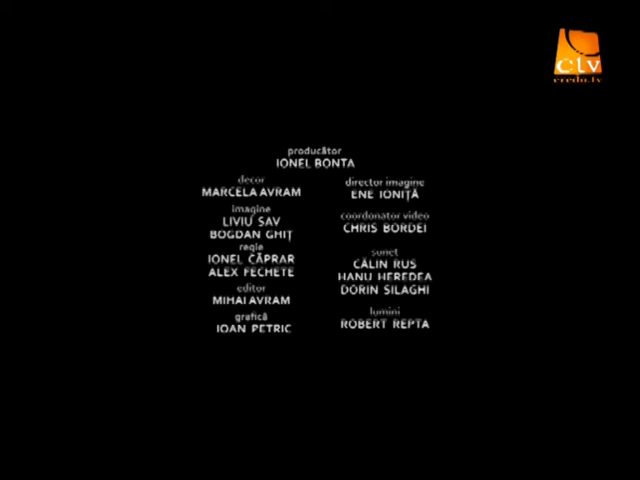 ctv
credo.tv
producător
IONEL BONTA
decor
MARCELA AVRAM
imagine
LIVIU SAV
BOGDAN GHIȚ
regie
IONEL CĂPRAR
ALEX FECHETE
editor
MIHAI AVRAM
grafică
IOAN PETRIC
director imagine
ENE IONIȚĂ
coordonator video
CHRIS BORDEI
sunet
CĂLIN RUS
HANU HEREDEA
DORIN SILAGHI
lumini
ROBERT REPTA